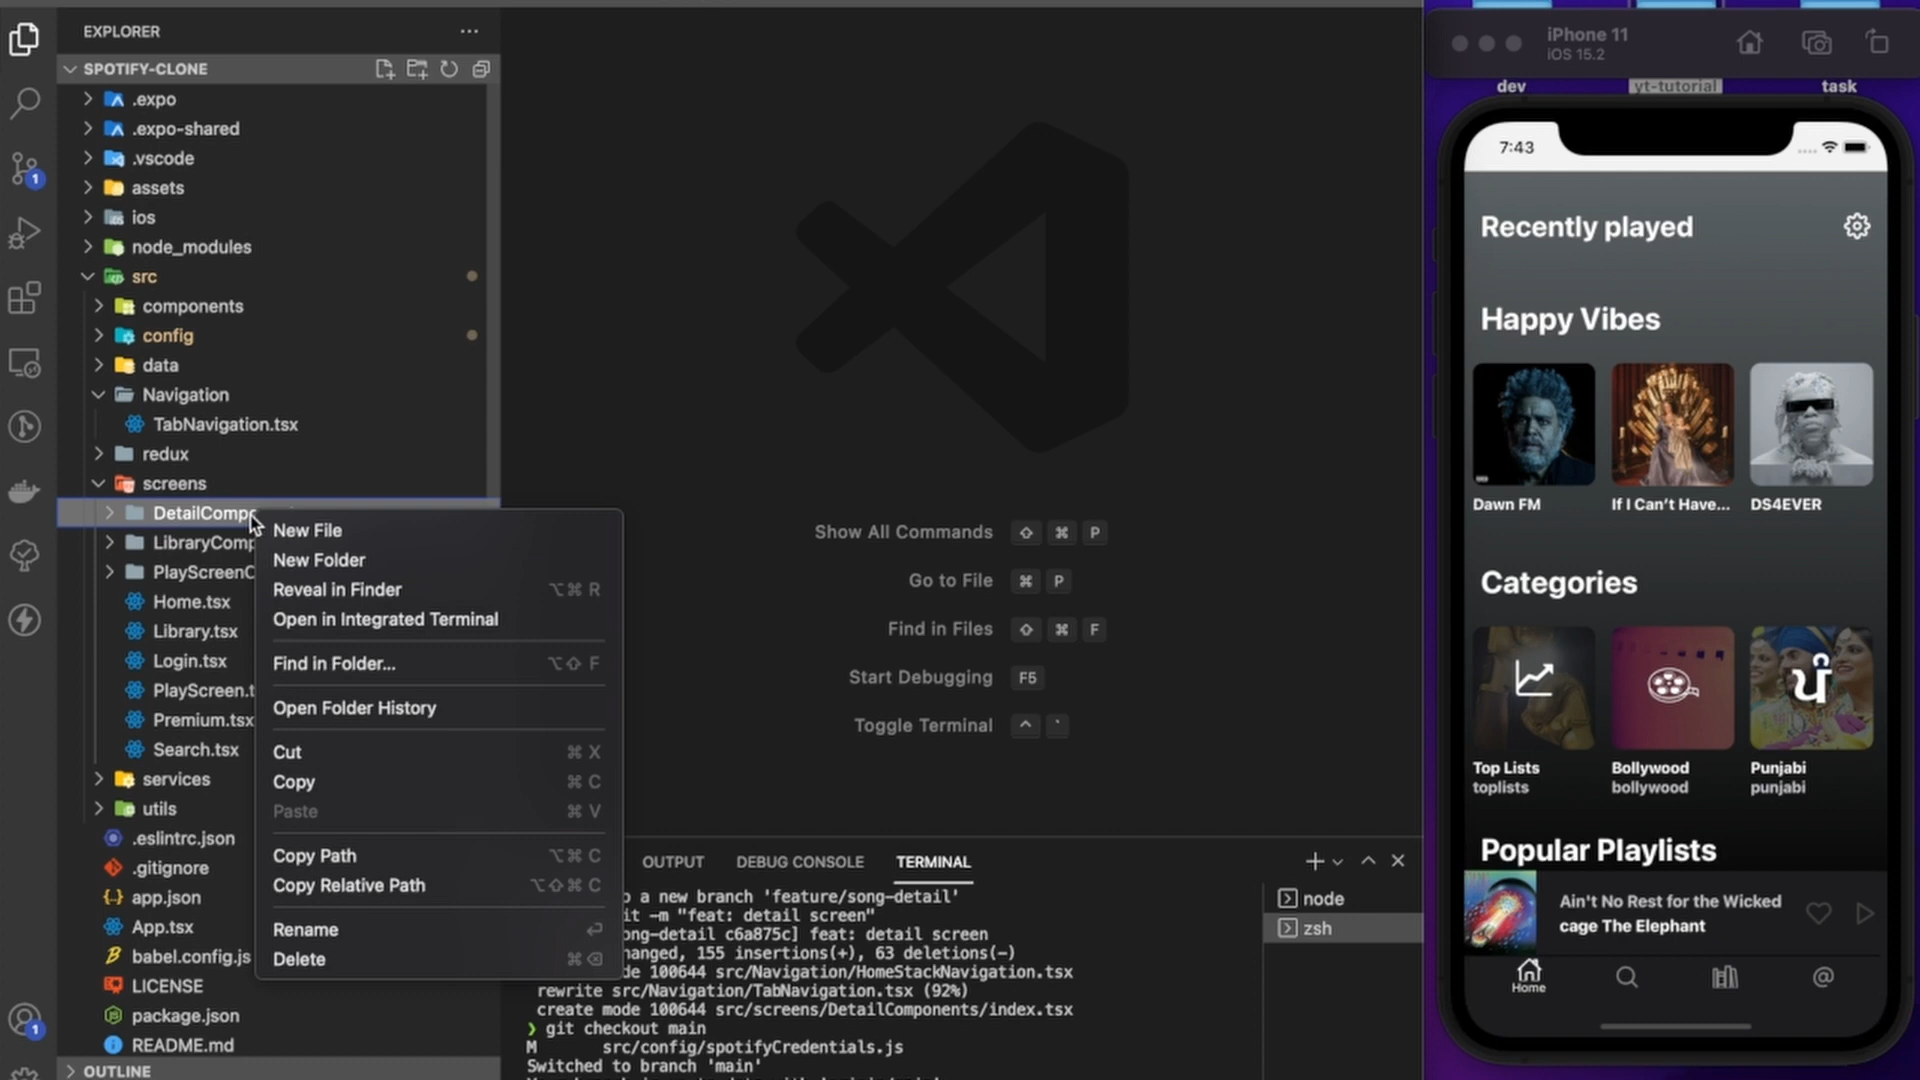 EXPLORER
SPOTIFY-CLONE
.expo
.expo-shared
.vscode
assets
ios
node_modules
src
components
config
data
Navigation
TabNavigation.tsx
redux
screens
DetailCompo
LibraryComp
PlayScreenC
Home.tsx
Library.tsx
Login.tsx
PlayScreen.t
Premium.tsx
Search.tsx
services
utils
.eslintrc.json
.gitignore
app.json
App.tsx
babel.config.js
LICENSE
package.json
README.md
OUTLINE
1
1
New File
New Folder
Reveal in Finder ⌥⌘ R
Open in Integrated Terminal
Find in Folder... ⌥⇧ F
Open Folder History
Cut ⌘ X
Copy ⌘ C
Paste ⌘ V
Copy Path ⌥⌘ C
Copy Relative Path ⌥⇧⌘ C
Rename ⏎
Delete ⌘⌫
Show All Commands ⇧ ⌘ P
Go to File ⌘ P
Find in Files ⇧ ⌘ F
Start Debugging F5
Toggle Terminal ^ `
OUTPUT DEBUG CONSOLE TERMINAL
o a new branch 'feature/song-detail'
it -m "feat: detail screen"
ong-detail c6a875c] feat: detail screen
hanged, 155 insertions(+), 63 deletions(-)
de 100644 src/Navigation/HomeStackNavigation.tsx
rewrite src/Navigation/TabNavigation.tsx (92%)
create mode 100644 src/screens/DetailComponents/index.tsx
❯ git checkout main
M src/config/spotifyCredentials.js
Switched to branch 'main'
node
zsh
iPhone 11
iOS 15.2
dev yt-tutorial task
7:43
Recently played
Happy Vibes
Dawn FM If I Can't Have... DS4EVER
Categories
ਪੰ
Top Lists Bollywood Punjabi
toplists bollywood punjabi
Popular Playlists
Ain't No Rest for the Wicked
cage The Elephant
Home